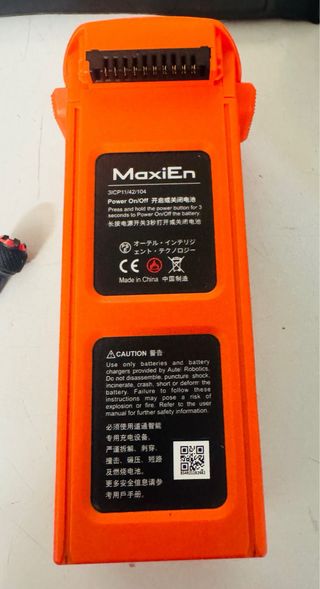 MaxiEn
3ICP11/42/104
Power On/Off 开启或关闭电池
Press and hold the power button for 3
seconds to Power On/Off the battery.
长按电源开关3秒打开或关闭电池
オーテル・インテリジ
ェント・テクノロジー
CE
Made in China 中国制造
CAUTION 警告
Use only batteries and battery
chargers provided by Autel Robotics.
Do not disassemble, puncture, shock,
incinerate, crash, short or deform the
battery. Failure to follow these
instructions may pose a risk of
explosion or fire. Refer to the user
manual for further safety information.
必须使用道通智能
专用充电设备,
严谨拆解、刺穿、
撞击、碾压、短路
及燃烧电池。
更多安全信息请参
考用戶手册。